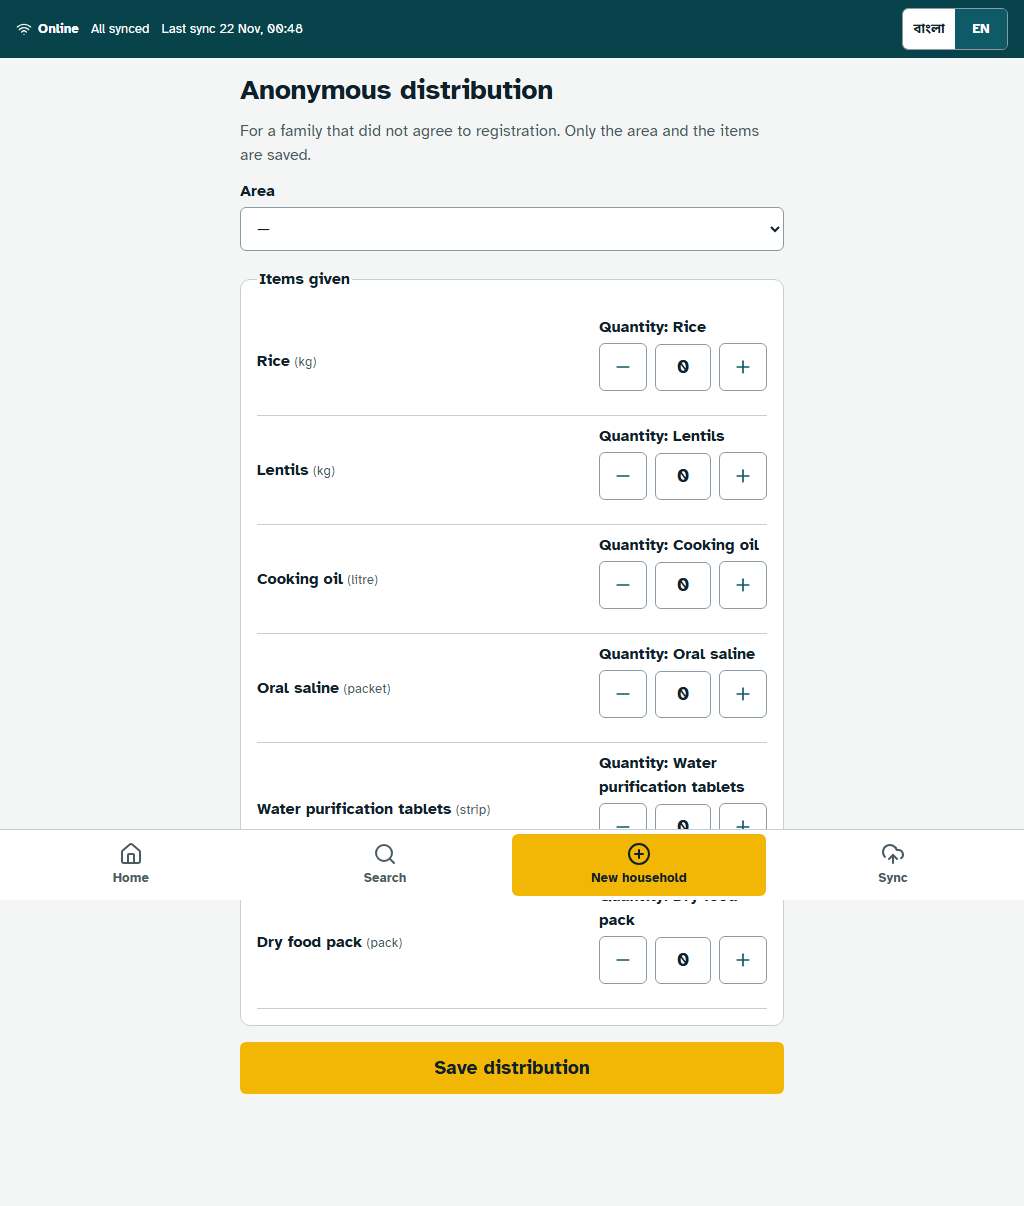 Online All synced Last sync 22 Nov, 00:48
বাংলা EN
Anonymous distribution
For a family that did not agree to registration. Only the area and the items
are saved.
Area
—
Items given
Quantity: Rice
Rice (kg)
− 0 +
Quantity: Lentils
Lentils (kg)
− 0 +
Quantity: Cooking oil
Cooking oil (litre)
− 0 +
Quantity: Oral saline
Oral saline (packet)
− 0 +
Quantity: Water
purification tablets
Water purification tablets (strip)
− 0 +
Home Search New household Sync
Quantity: Dry food
pack
Dry food pack (pack)
− 0 +
Save distribution